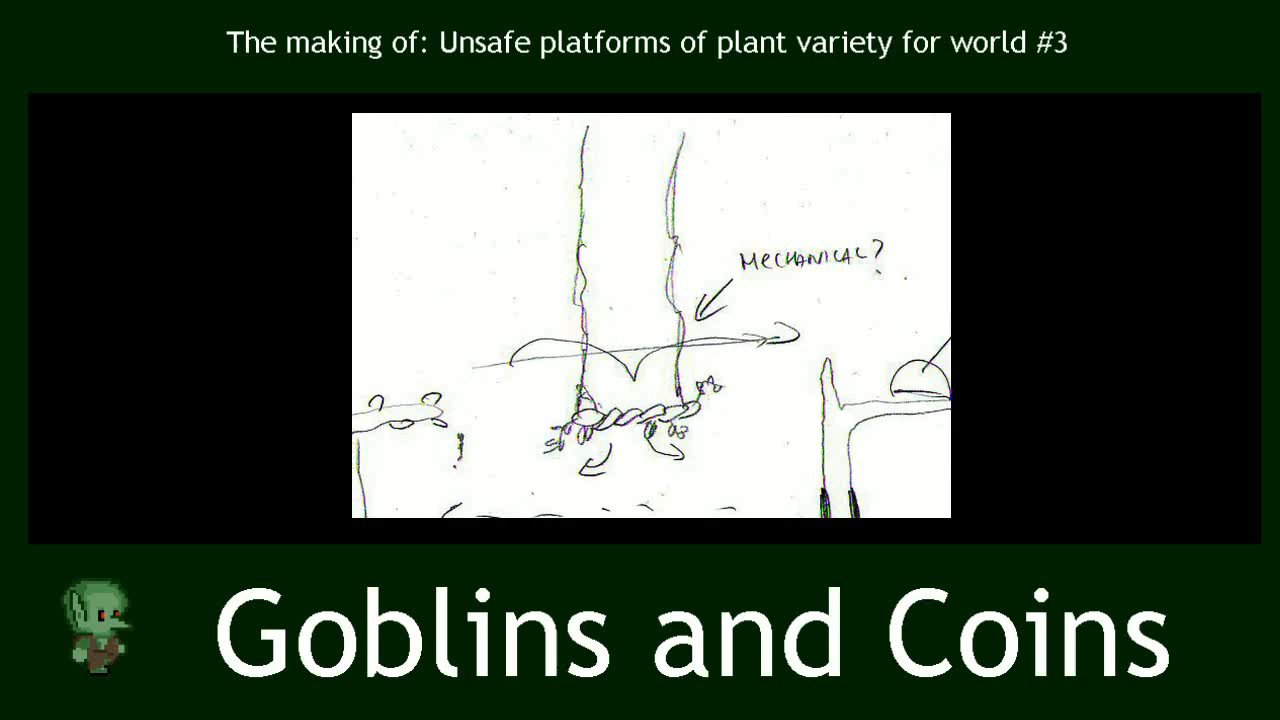 The making of: Unsafe platforms of plant variety for world #3
MECHANICAL?
Goblins and Coins